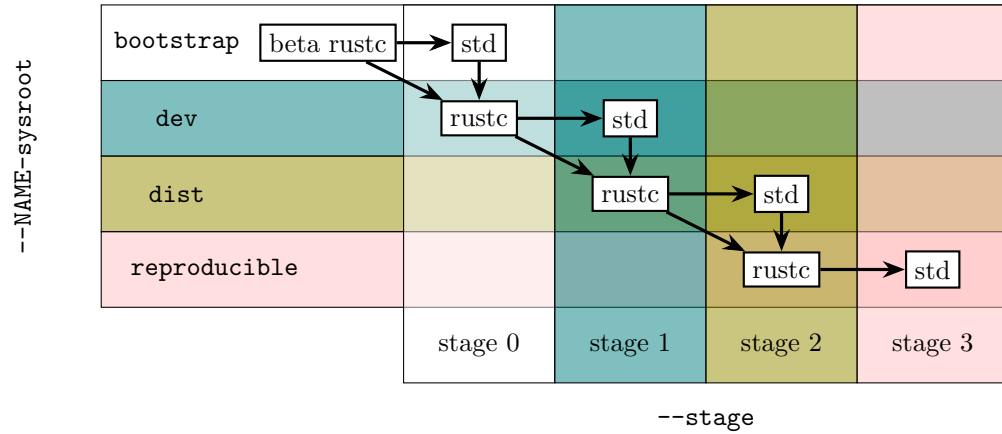 --NAME-sysroot
bootstrap beta rustc std
dev rustc std
dist rustc std
reproducible rustc std
stage 0 stage 1 stage 2 stage 3
--stage